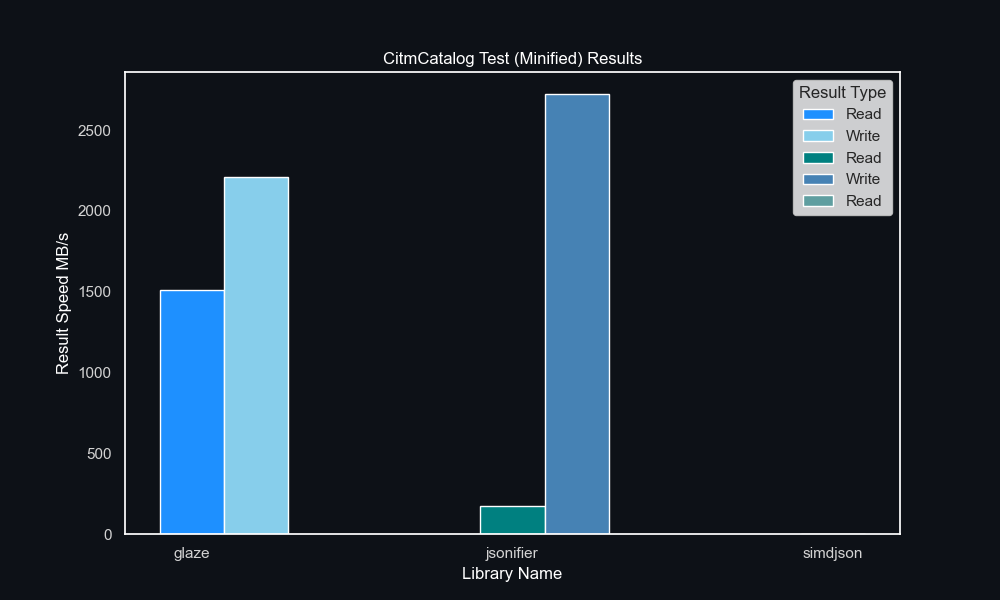 CitmCatalog Test (Minified) Results
Result Type
Read
Write
Read
Write
Read
2500
2000
1500
1000
500
0
Result Speed MB/s
glaze
jsonifier
simdjson
Library Name